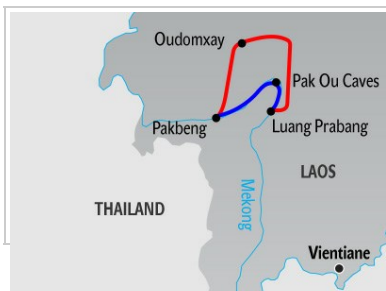 Oudomxay
Pak Ou Caves
Pakbeng
Luang Prabang
LAOS
Mekong
THAILAND
Vientiane